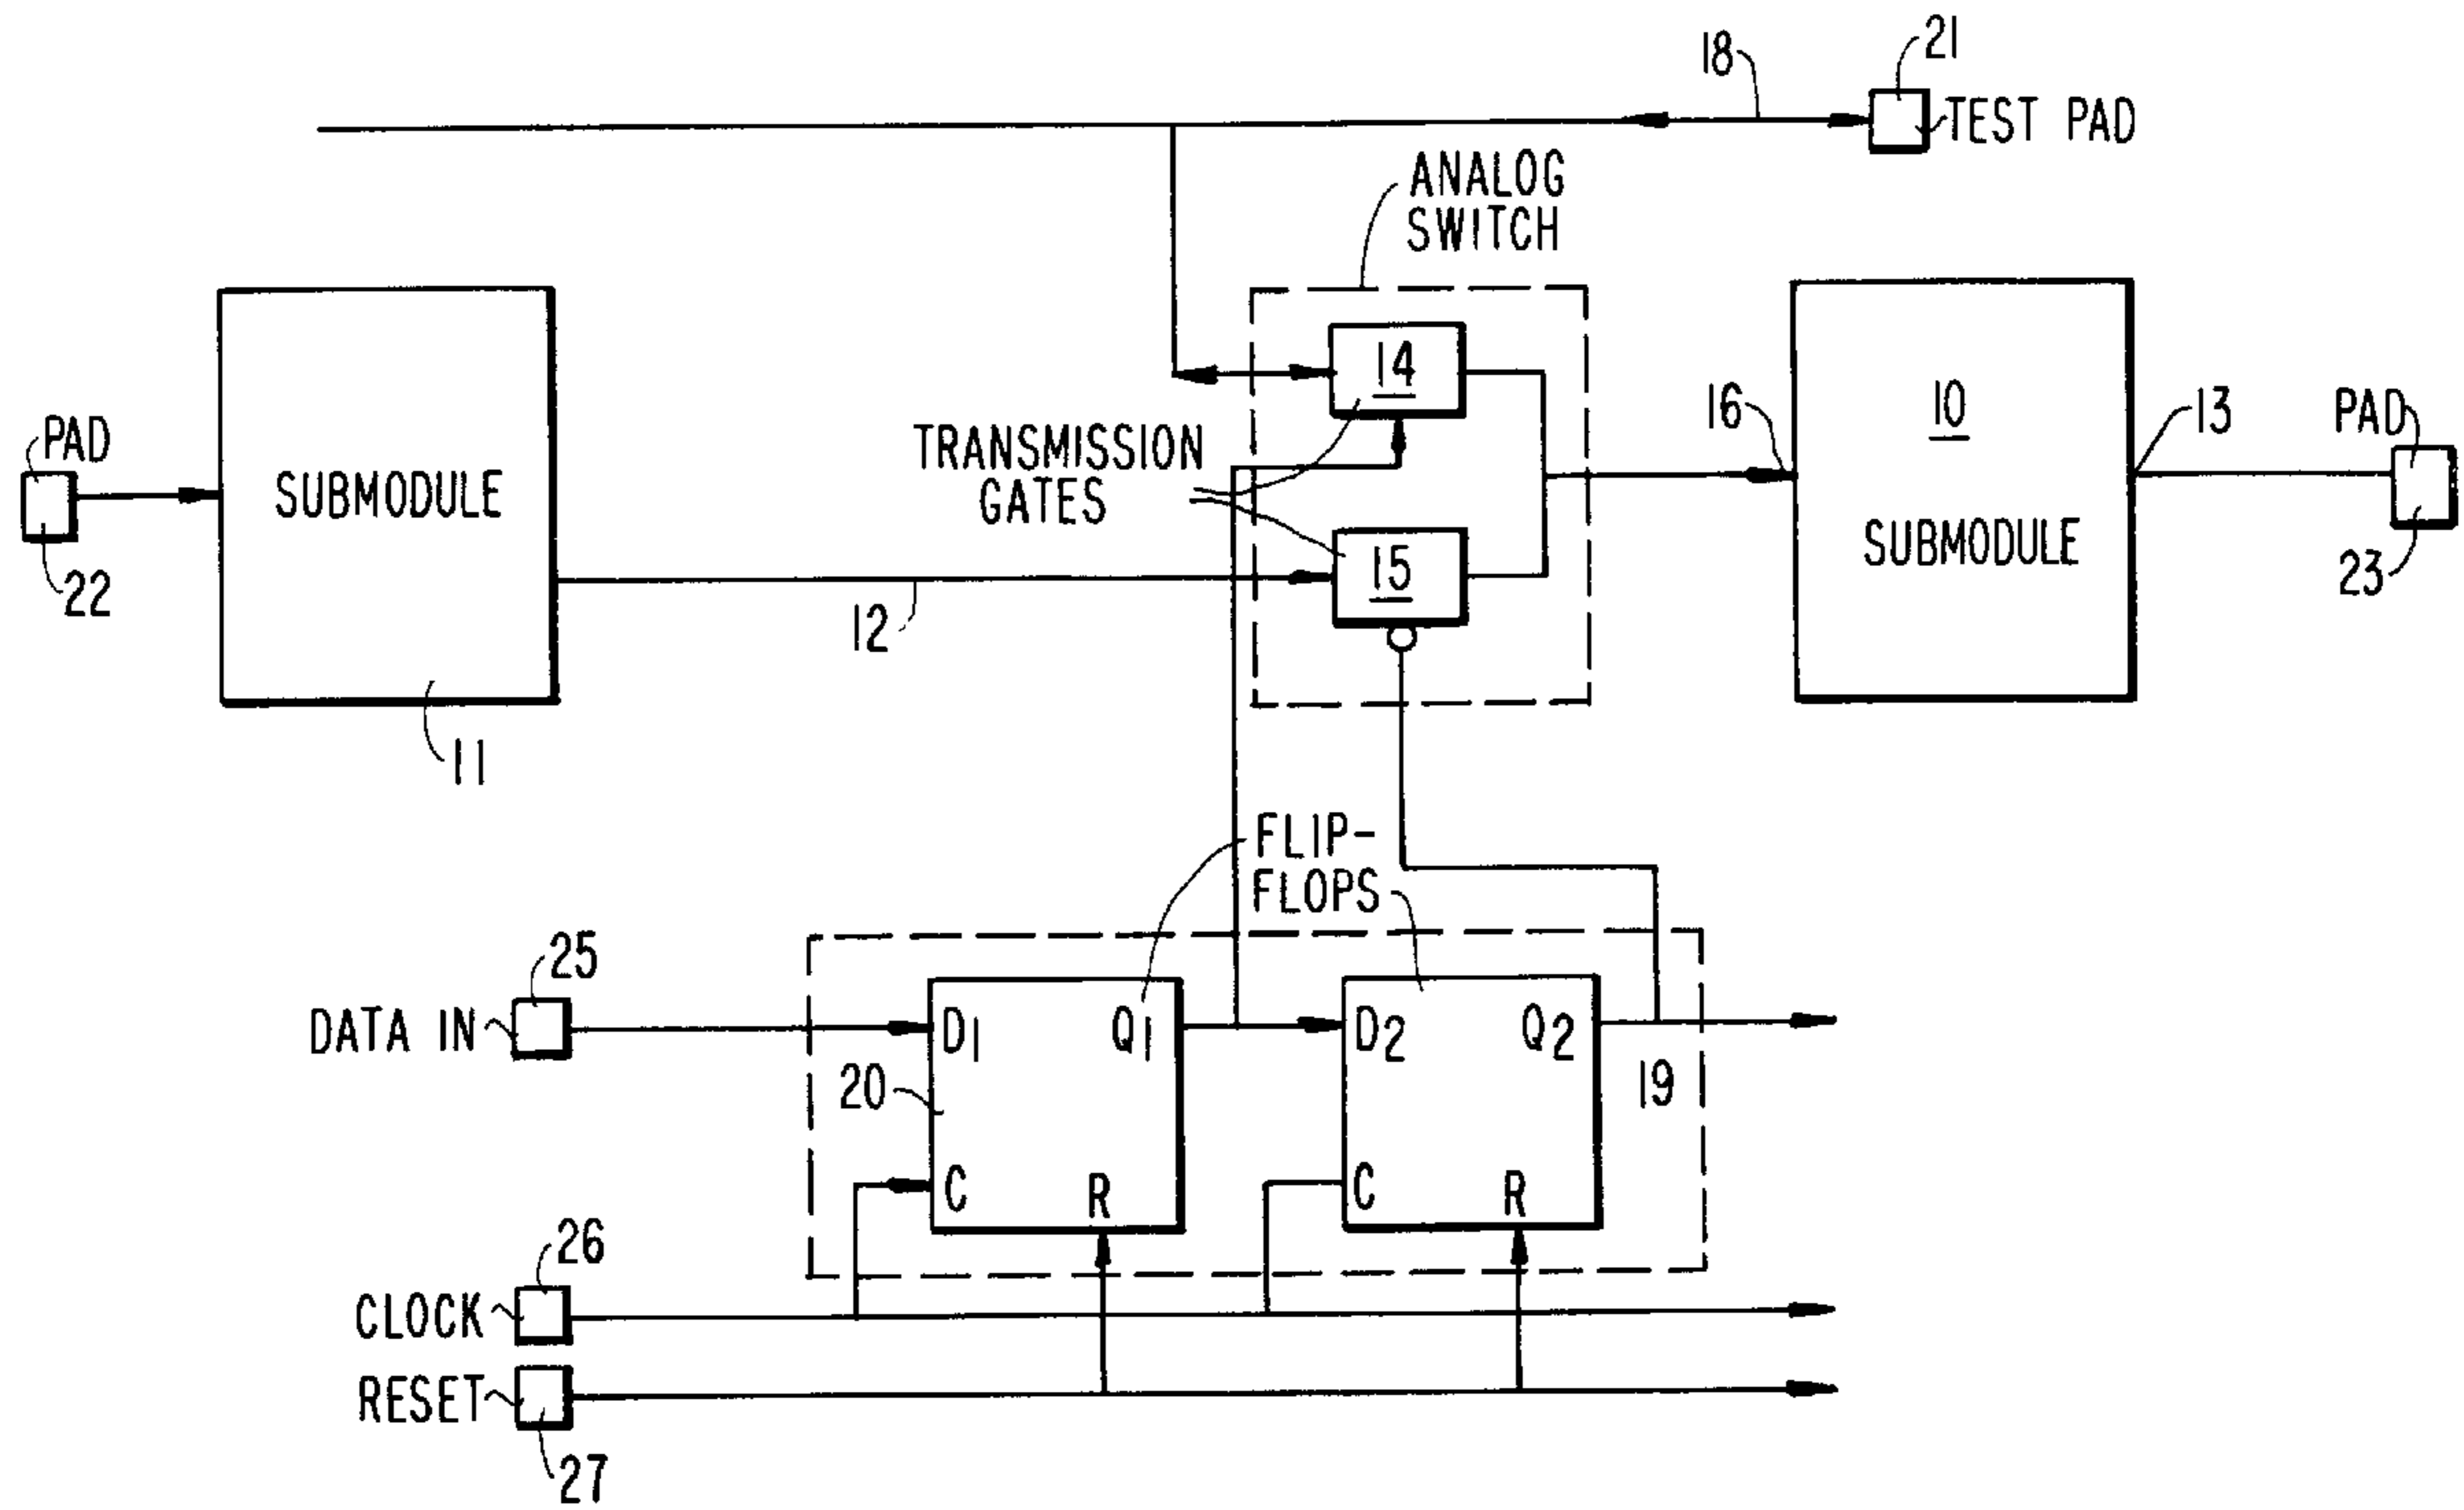 21
18
TEST PAD
ANALOG
SWITCH
14
10
16
13
PAD
PAD
TRANSMISSION
GATES
SUBMODULE
15
SUBMODULE
22
23
12
11
FLIP-
FLOPS
25
DATA IN
D1
Q1
D2
Q2
20
19
C
R
C
R
26
CLOCK
RESET
27